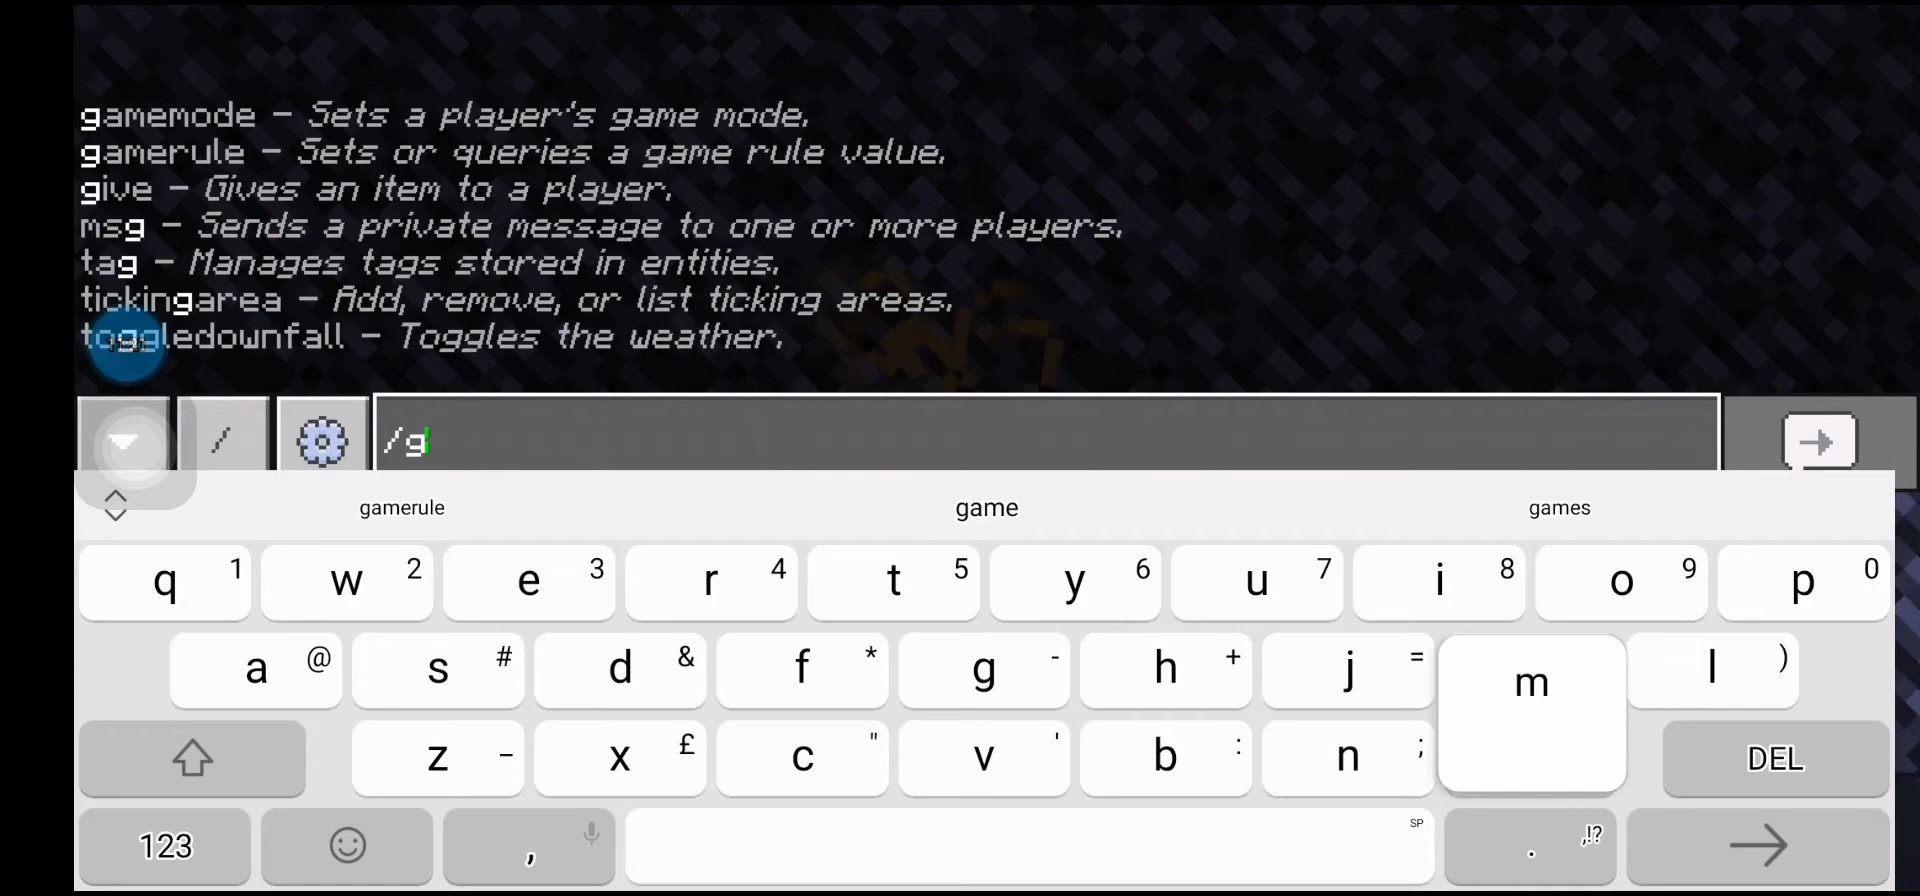 gamemode - Sets a player's game mode.
gamerule - Sets or queries a game rule value.
give - Gives an item to a player.
msg - Sends a private message to one or more players.
tag - Manages tags stored in entities.
tickingarea - Add, remove, or list ticking areas.
toggledownfall - Toggles the weather.
/ /g
gamerule game games
q 1 w 2 e 3 r 4 t 5 y 6 u 7 i 8 o 9 p 0
a @ s # d & f * g - h + j = m l )
z – x £ c " v ' b : n ; DEL
123 , SP . ,!?